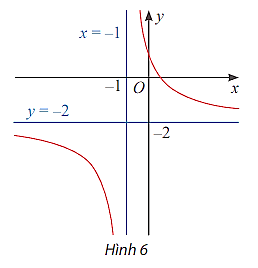 y
x = –1
–1 O x
y = –2
–2
Hình 6